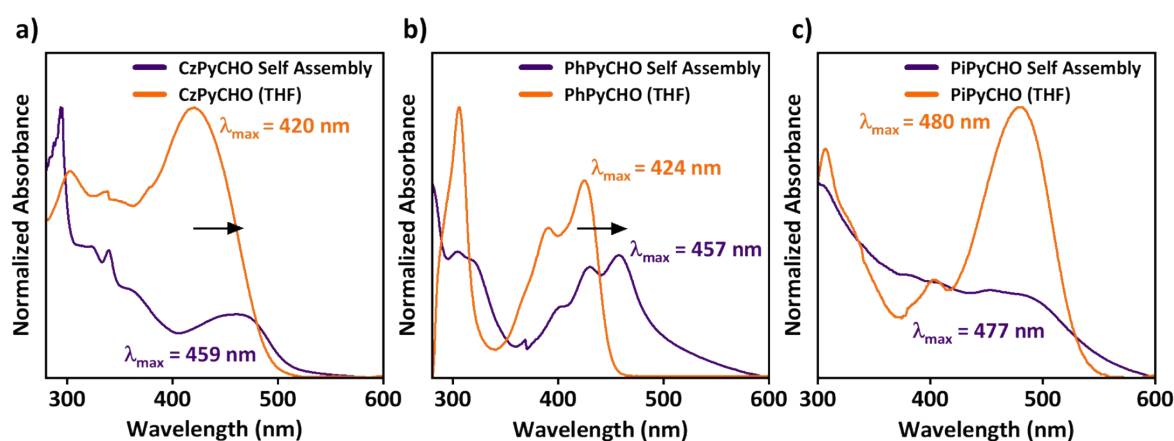 a)
CzPyCHO Self Assembly
CzPyCHO (THF)
λmax = 420 nm
λmax = 459 nm
Normalized Absorbance
300
400
500
600
Wavelength (nm)
b)
PhPyCHO Self Assembly
PhPyCHO (THF)
λmax = 424 nm
λmax = 457 nm
Normalized Absorbance
300
400
500
600
Wavelength (nm)
c)
PiPyCHO Self Assembly
PiPyCHO (THF)
λmax = 480 nm
λmax = 477 nm
Normalized Absorbance
300
400
500
600
Wavelength (nm)